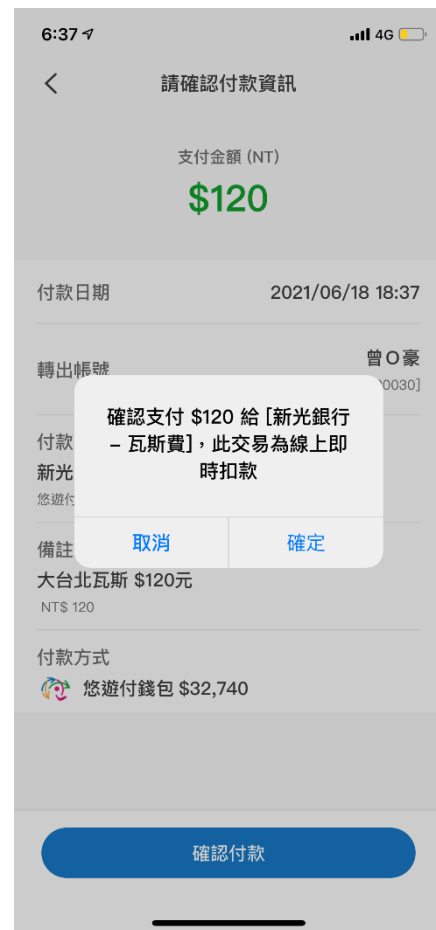 6:37
4G
請確認付款資訊
支付金額 (NT)
$120
付款日期
2021/06/18 18:37
轉出帳號
曾O豪
0030]
確認支付 $120 給 [新光銀行
– 瓦斯費]，此交易為線上即
時扣款
取消
確定
付款
新光
悠遊付
備註
大台北瓦斯 $120元
NT$ 120
付款方式
悠遊付錢包 $32,740
確認付款